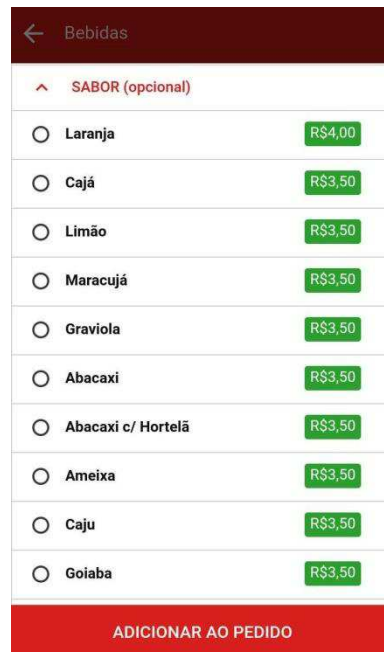 Bebidas
SABOR (opcional)
Laranja R$4,00
Cajá R$3,50
Limão R$3,50
Maracujá R$3,50
Graviola R$3,50
Abacaxi R$3,50
Abacaxi c/ Hortelã R$3,50
Ameixa R$3,50
Caju R$3,50
Goiaba R$3,50
ADICIONAR AO PEDIDO